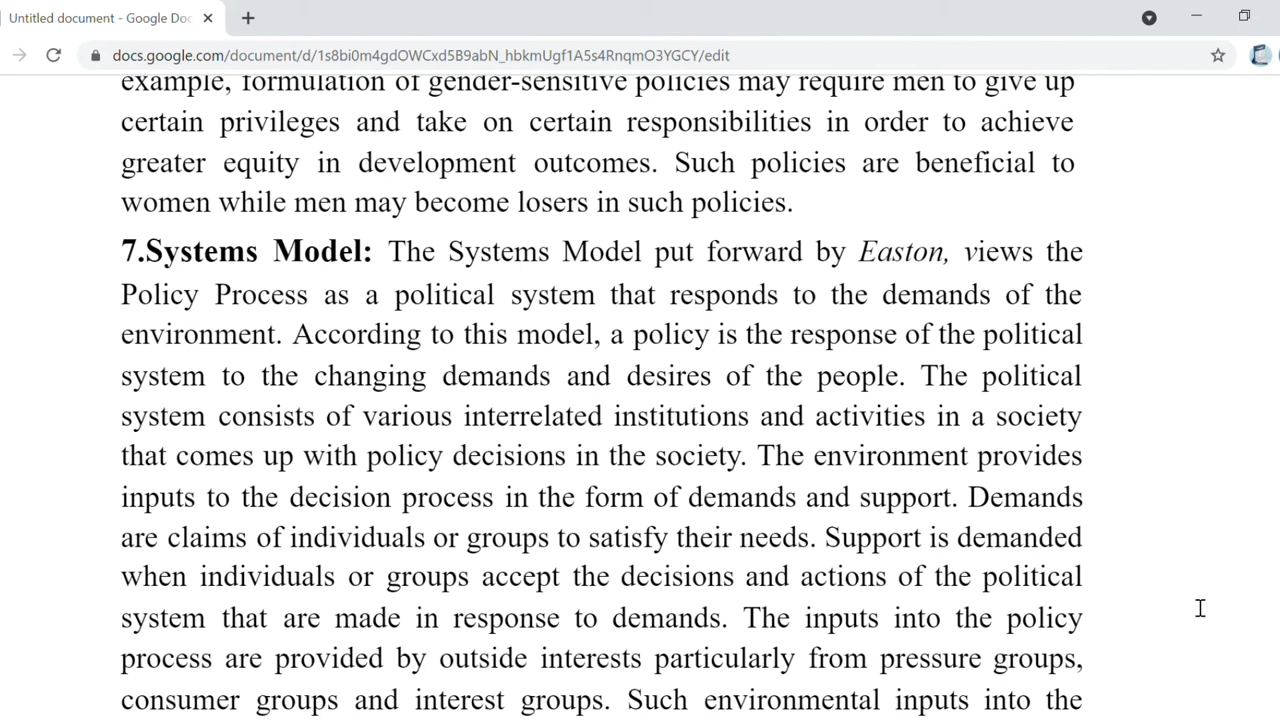 Untitled document - Google Doc
docs.google.com/document/d/1s8bi0m4gdOWCxd5B9abN_hbkmUgf1A5s4RnqmO3YGCY/edit
example, formulation of gender-sensitive policies may require men to give up
certain privileges and take on certain responsibilities in order to achieve
greater equity in development outcomes. Such policies are beneficial to
women while men may become losers in such policies.
7.Systems Model: The Systems Model put forward by Easton, views the
Policy Process as a political system that responds to the demands of the
environment. According to this model, a policy is the response of the political
system to the changing demands and desires of the people. The political
system consists of various interrelated institutions and activities in a society
that comes up with policy decisions in the society. The environment provides
inputs to the decision process in the form of demands and support. Demands
are claims of individuals or groups to satisfy their needs. Support is demanded
when individuals or groups accept the decisions and actions of the political
system that are made in response to demands. The inputs into the policy
process are provided by outside interests particularly from pressure groups,
consumer groups and interest groups. Such environmental inputs into the